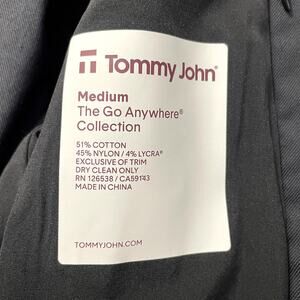 Tommy John®
Medium
The Go Anywhere®
Collection
51% COTTON
45% NYLON / 4% LYCRA®
EXCLUSIVE OF TRIM
DRY CLEAN ONLY
RN 126538 / CA59143
MADE IN CHINA
TOMMYJOHN.COM